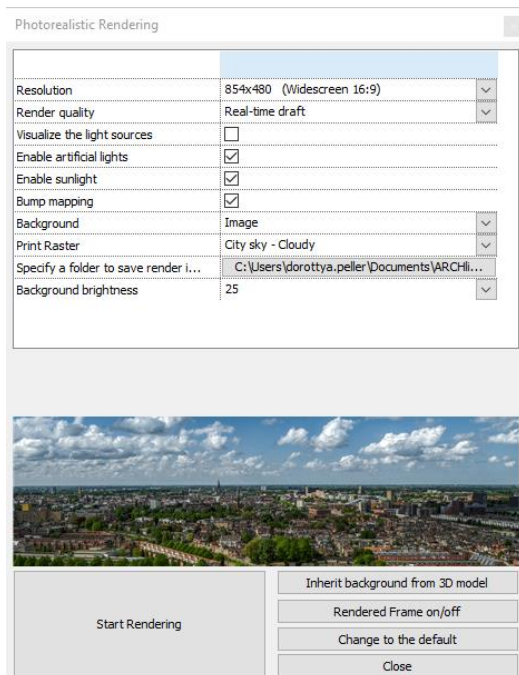 Photorealistic Rendering
Resolution 854x480 (Widescreen 16:9)
Render quality Real-time draft
Visualize the light sources
Enable artificial lights
Enable sunlight
Bump mapping
Background Image
Print Raster City sky - Cloudy
Specify a folder to save render i... C:\Users\dorottya.peller\Documents\ARCHli...
Background brightness 25
Start Rendering
Inherit background from 3D model
Rendered Frame on/off
Change to the default
Close